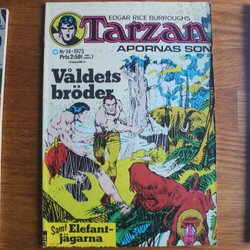 EDGAR RICE BURROUGHS
Tarzan
APORNAS SON
Nr 14-1975
Pris 2:50
Våldets
bröder
Samt Elefant-
jägarna